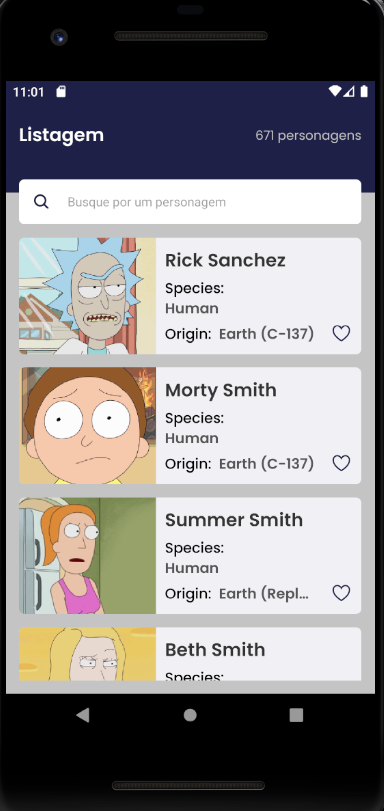 11:01
Listagem
671 personagens
Busque por um personagem
Rick Sanchez
Species:
Human
Origin: Earth (C-137)
Morty Smith
Species:
Human
Origin: Earth (C-137)
Summer Smith
Species:
Human
Origin: Earth (Repl...
Beth Smith
Species: